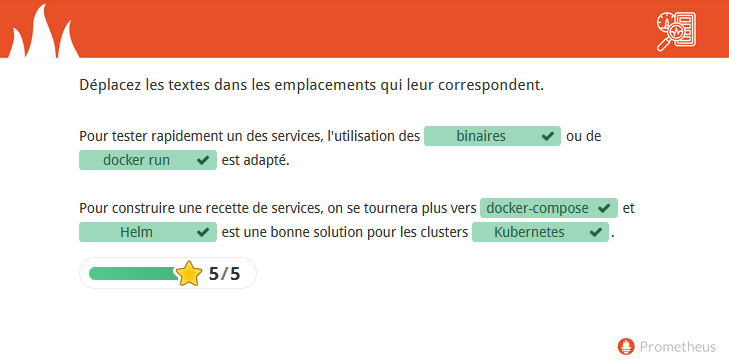 Déplacez les textes dans les emplacements qui leur correspondent.
Pour tester rapidement un des services, l'utilisation des binaires ou de
docker run est adapté.
Pour construire une recette de services, on se tournera plus vers docker-compose et
Helm est une bonne solution pour les clusters Kubernetes .
5/5
Prometheus